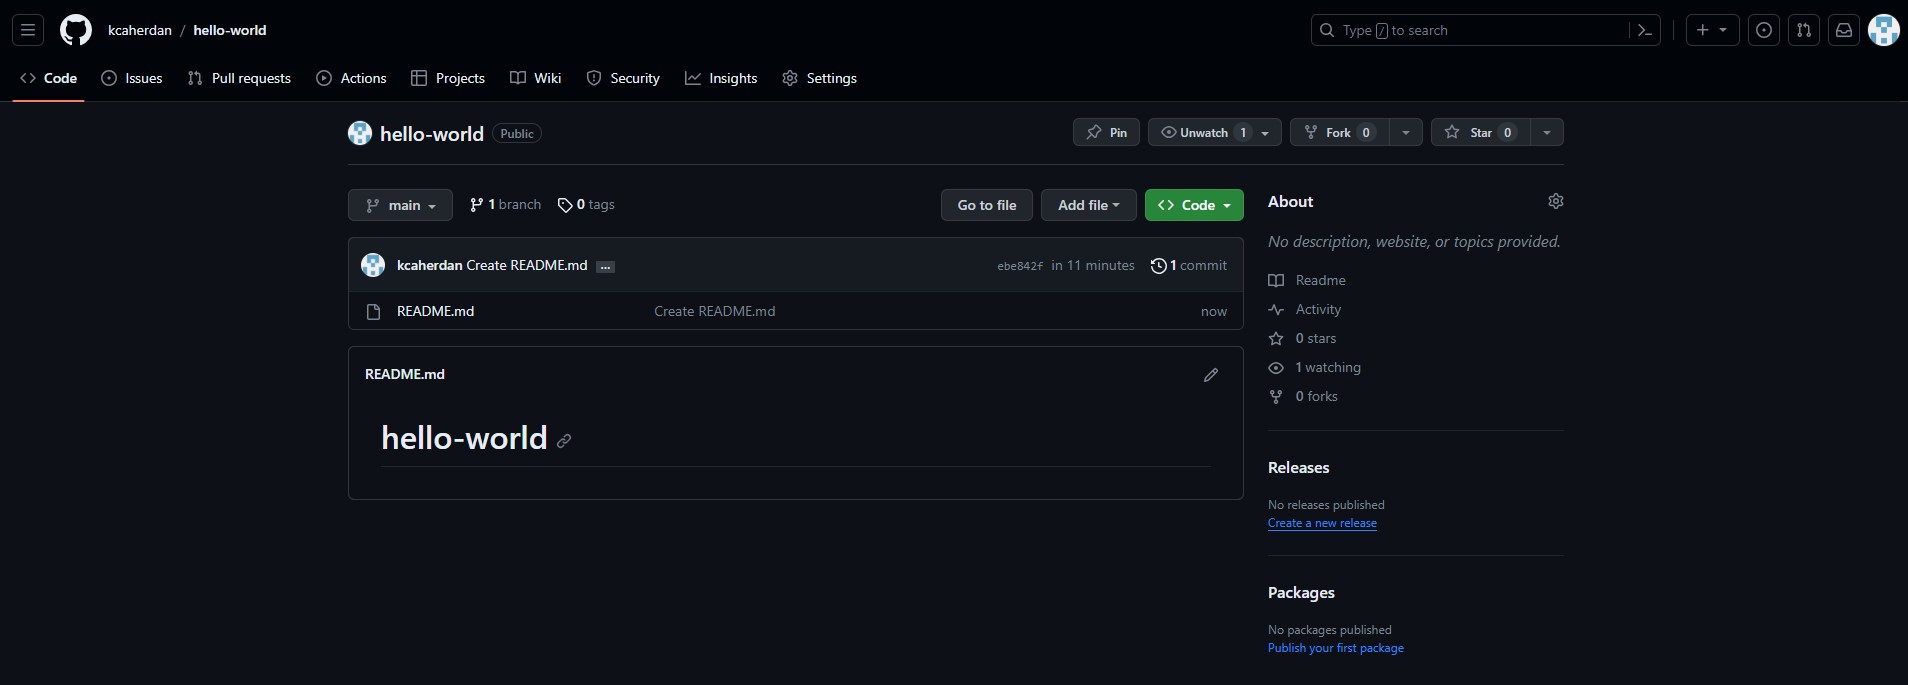 kcaherdan / hello-world
Type / to search
Code Issues Pull requests Actions Projects Wiki Security Insights Settings
hello-world Public
Pin Unwatch 1 Fork 0 Star 0
main 1 branch 0 tags Go to file Add file Code
kcaherdan Create README.md ... ebe842f in 11 minutes 1 commit
README.md Create README.md now
README.md
hello-world
About
No description, website, or topics provided.
Readme
Activity
0 stars
1 watching
0 forks
Releases
No releases published
Create a new release
Packages
No packages published
Publish your first package